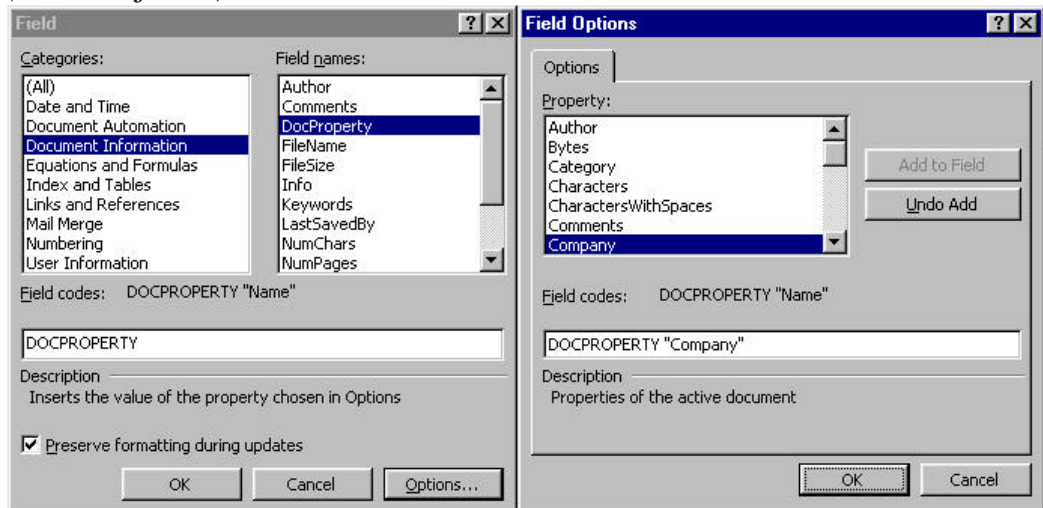 Field
Categories:
Field names:
(All)
Date and Time
Document Automation
Document Information
Equations and Formulas
Index and Tables
Links and References
Mail Merge
Numbering
User Information
Author
Comments
DocProperty
FileName
FileSize
Info
Keywords
LastSavedBy
NumChars
NumPages
Field codes: DOCPROPERTY "Name"
DOCPROPERTY
Description
Inserts the value of the property chosen in Options
Preserve formatting during updates
OK
Cancel
Options...
Field Options
Options
Property:
Author
Bytes
Category
Characters
CharactersWithSpaces
Comments
Company
Add to Field
Undo Add
Field codes: DOCPROPERTY "Name"
DOCPROPERTY "Company"
Description
Properties of the active document
OK
Cancel